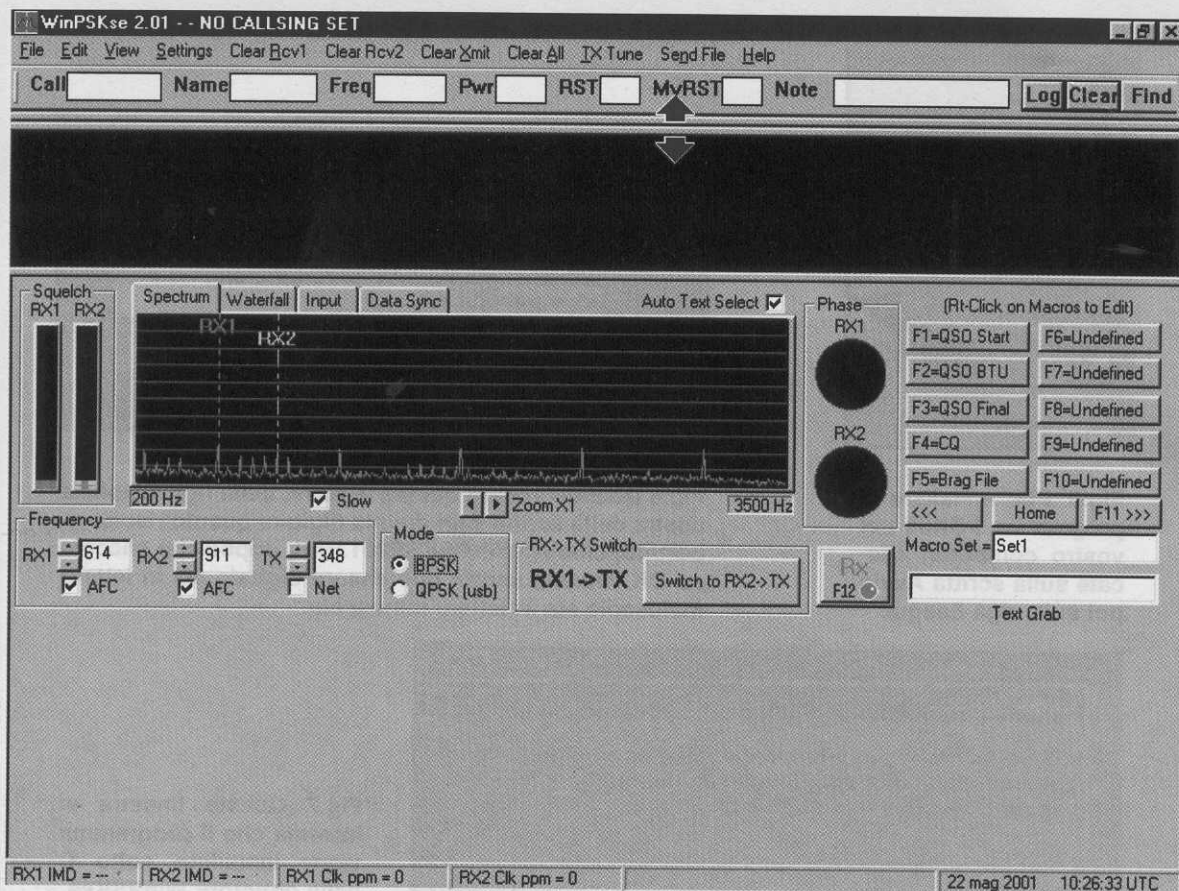 WinPSKse 2.01 - - NO CALLSING SET
File Edit View Settings Clear Rcv1 Clear Rcv2 Clear Xmit Clear All TX Tune Send File Help
Call Name Freq Pwr RST MyRST Note Log Clear Find
Squelch
RX1 RX2
Spectrum Waterfall Input Data Sync Auto Text Select
RX1
RX2
200 Hz Slow Zoom X1 3500 Hz
Phase
RX1
RX2
(Rt-Click on Macros to Edit)
F1=QSO Start F6=Undefined
F2=QSO BTU F7=Undefined
F3=QSO Final F8=Undefined
F4=CQ F9=Undefined
F5=Brag File F10=Undefined
<<< Home F11 >>>
Macro Set = Set1
Text Grab
Frequency
RX1 614 RX2 911 TX 348
AFC AFC Net
Mode
BPSK
QPSK (usb)
RX->TX Switch
RX1->TX Switch to RX2->TX
Rx
F12
RX1 IMD = --- RX2 IMD = --- RX1 Clk ppm = 0 RX2 Clk ppm = 0 22 mag 2001 10:26:33 UTC